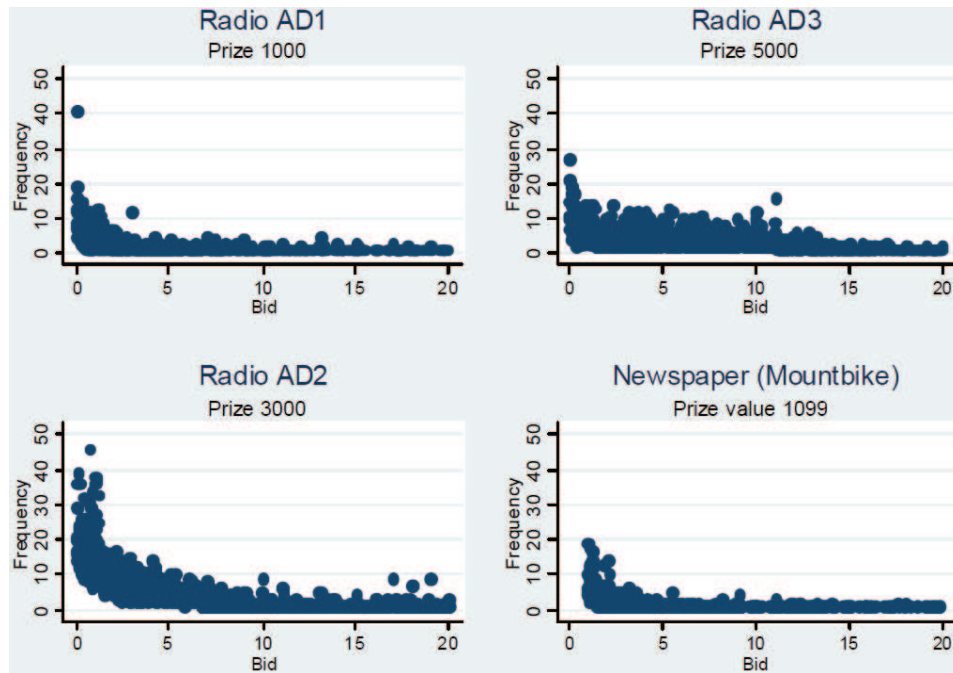 Radio AD1
Prize 1000
50
40
30
20
10
0
Frequency
0 5 10 15 20
Bid
Radio AD3
Prize 5000
50
40
30
20
10
0
Frequency
0 5 10 15 20
Bid
Radio AD2
Prize 3000
50
40
30
20
10
0
Frequency
0 5 10 15 20
Bid
Newspaper (Mountbike)
Prize value 1099
50
40
30
20
10
0
Frequency
0 5 10 15 20
Bid